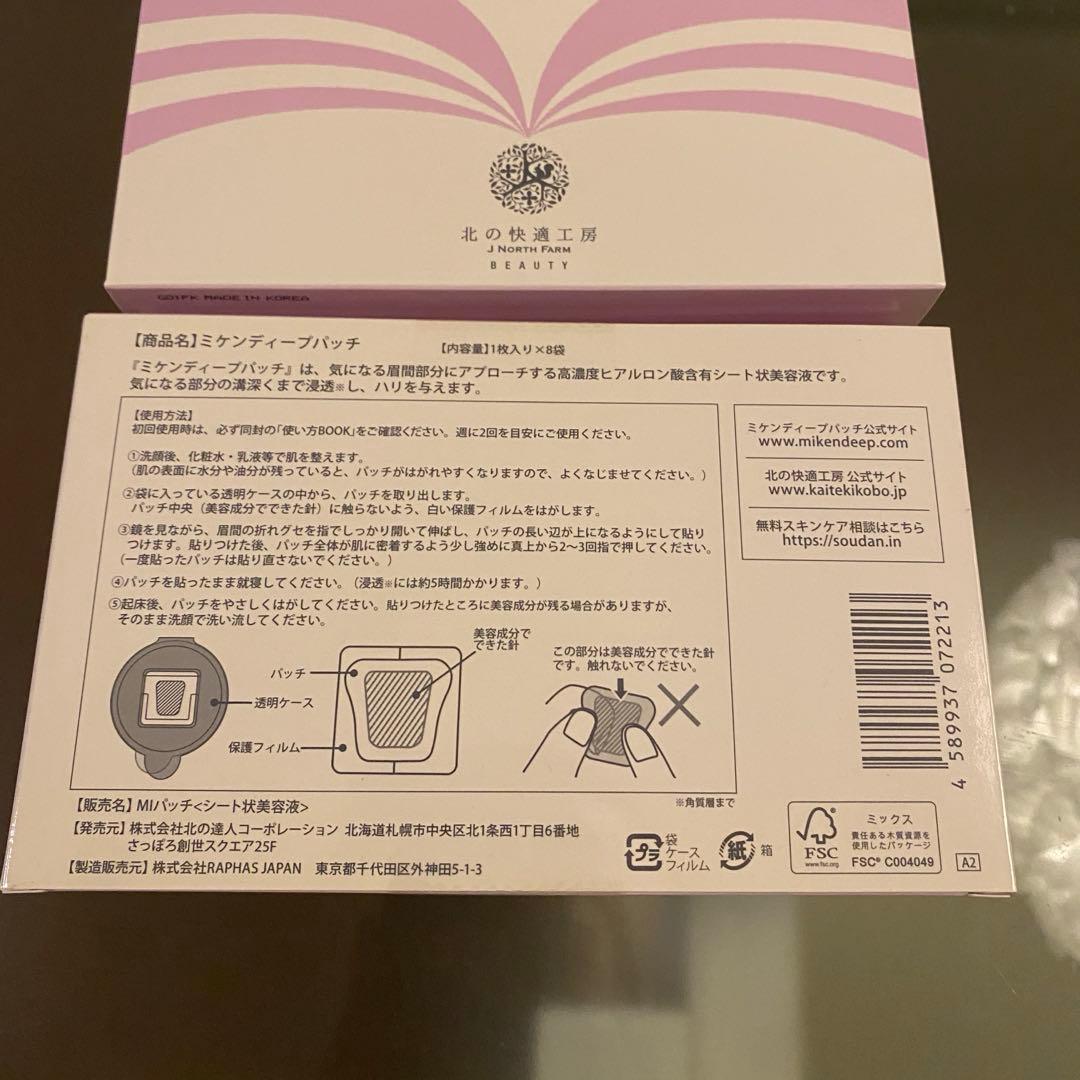 北の快適工房
J NORTH FARM
BEAUTY
GD1FK MADE IN KOREA
【商品名】ミケンディープパッチ
【内容量】1枚入り×8袋
『ミケンディープパッチ』は、気になる眉間部分にアプローチする高濃度ヒアルロン酸含有シート状美容液です。
気になる部分の溝深くまで浸透※し、ハリを与えます。
【使用方法】
初回使用時は、必ず同封の「使い方BOOK」をご確認ください。週に2回を目安にご使用ください。
①洗顔後、化粧水・乳液等で肌を整えます。
（肌の表面に水分や油分が残っていると、パッチがはがれやすくなりますので、よくなじませてください。）
②袋に入っている透明ケースの中から、パッチを取り出します。
パッチ中央（美容成分でできた針）に触らないよう、白い保護フィルムをはがします。
③鏡を見ながら、眉間の折れグセを指でしっかり開いて伸ばし、パッチの長い辺が上になるようにして貼り
つけます。貼りつけた後、パッチ全体が肌に密着するよう少し強めに真上から2〜3回指で押してください。
（一度貼ったパッチは貼り直さないでください。）
④パッチを貼ったまま就寝してください。（浸透※には約5時間かかります。）
⑤起床後、パッチをやさしくはがしてください。貼りつけたところに美容成分が残る場合がありますが、
そのまま洗顔で洗い流してください。
パッチ
透明ケース
保護フィルム
美容成分で
できた針
この部分は美容成分でできた針
です。触れないでください。
ミケンディープパッチ公式サイト
www.mikendeep.com
北の快適工房 公式サイト
www.kaitekikobo.jp
無料スキンケア相談はこちら
https://soudan.in
4 589937 072213
※角質層まで
【販売名】MIパッチ<シート状美容液>
【発売元】株式会社北の達人コーポレーション 北海道札幌市中央区北1条西1丁目6番地
さっぽろ創世スクエア25F
【製造販売元】株式会社RAPHAS JAPAN 東京都千代田区外神田5-1-3
プラ
袋
ケース
フィルム
紙
箱
FSC
www.fsc.org
ミックス
責任ある木質資源を
使用したパッケージ
FSC® C004049
A2